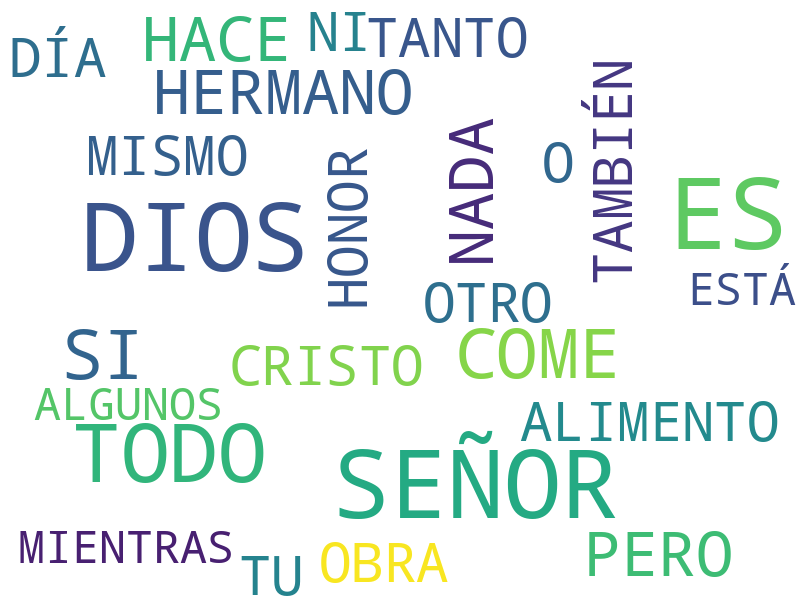 DÍA HACE NI TANTO
HERMANO
MISMO HONOR NADA O TAMBIÉN
DIOS ES
ESTÁ
OTRO
SI CRISTO COME
ALGUNOS ALIMENTO
TODO SEÑOR
MIENTRAS TU OBRA PERO